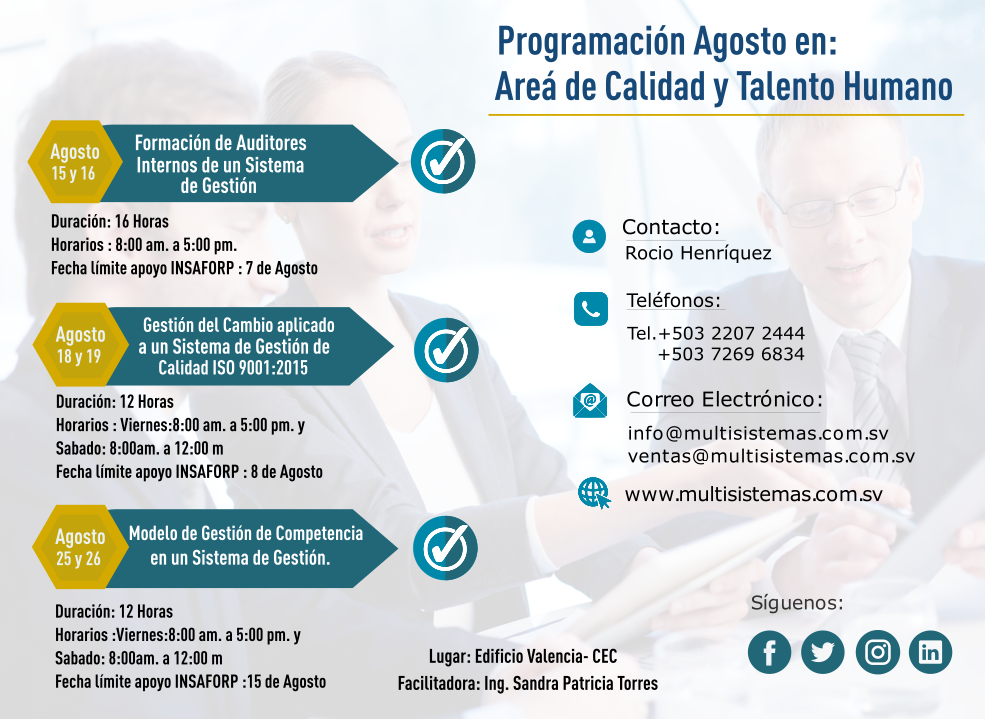 Programación Agosto en:
Areá de Calidad y Talento Humano
Agosto
15 y 16
Formación de Auditores
Internos de un Sistema
de Gestión
Duración: 16 Horas
Horarios : 8:00 am. a 5:00 pm.
Fecha límite apoyo INSAFORP : 7 de Agosto
Agosto
18 y 19
Gestión del Cambio aplicado
a un Sistema de Gestión de
Calidad ISO 9001:2015
Duración: 12 Horas
Horarios : Viernes:8:00 am. a 5:00 pm. y
Sabado: 8:00am. a 12:00 m
Fecha límite apoyo INSAFORP : 8 de Agosto
Agosto
25 y 26
Modelo de Gestión de Competencia
en un Sistema de Gestión.
Duración: 12 Horas
Horarios :Viernes:8:00 am. a 5:00 pm. y
Sabado: 8:00am. a 12:00 m
Fecha límite apoyo INSAFORP :15 de Agosto
Lugar: Edificio Valencia- CEC
Facilitadora: Ing. Sandra Patricia Torres
Contacto:
Rocio Henríquez
Teléfonos:
Tel.+503 2207 2444
+503 7269 6834
Correo Electrónico:
info@multisistemas.com.sv
ventas@multisistemas.com.sv
www.multisistemas.com.sv
Síguenos: